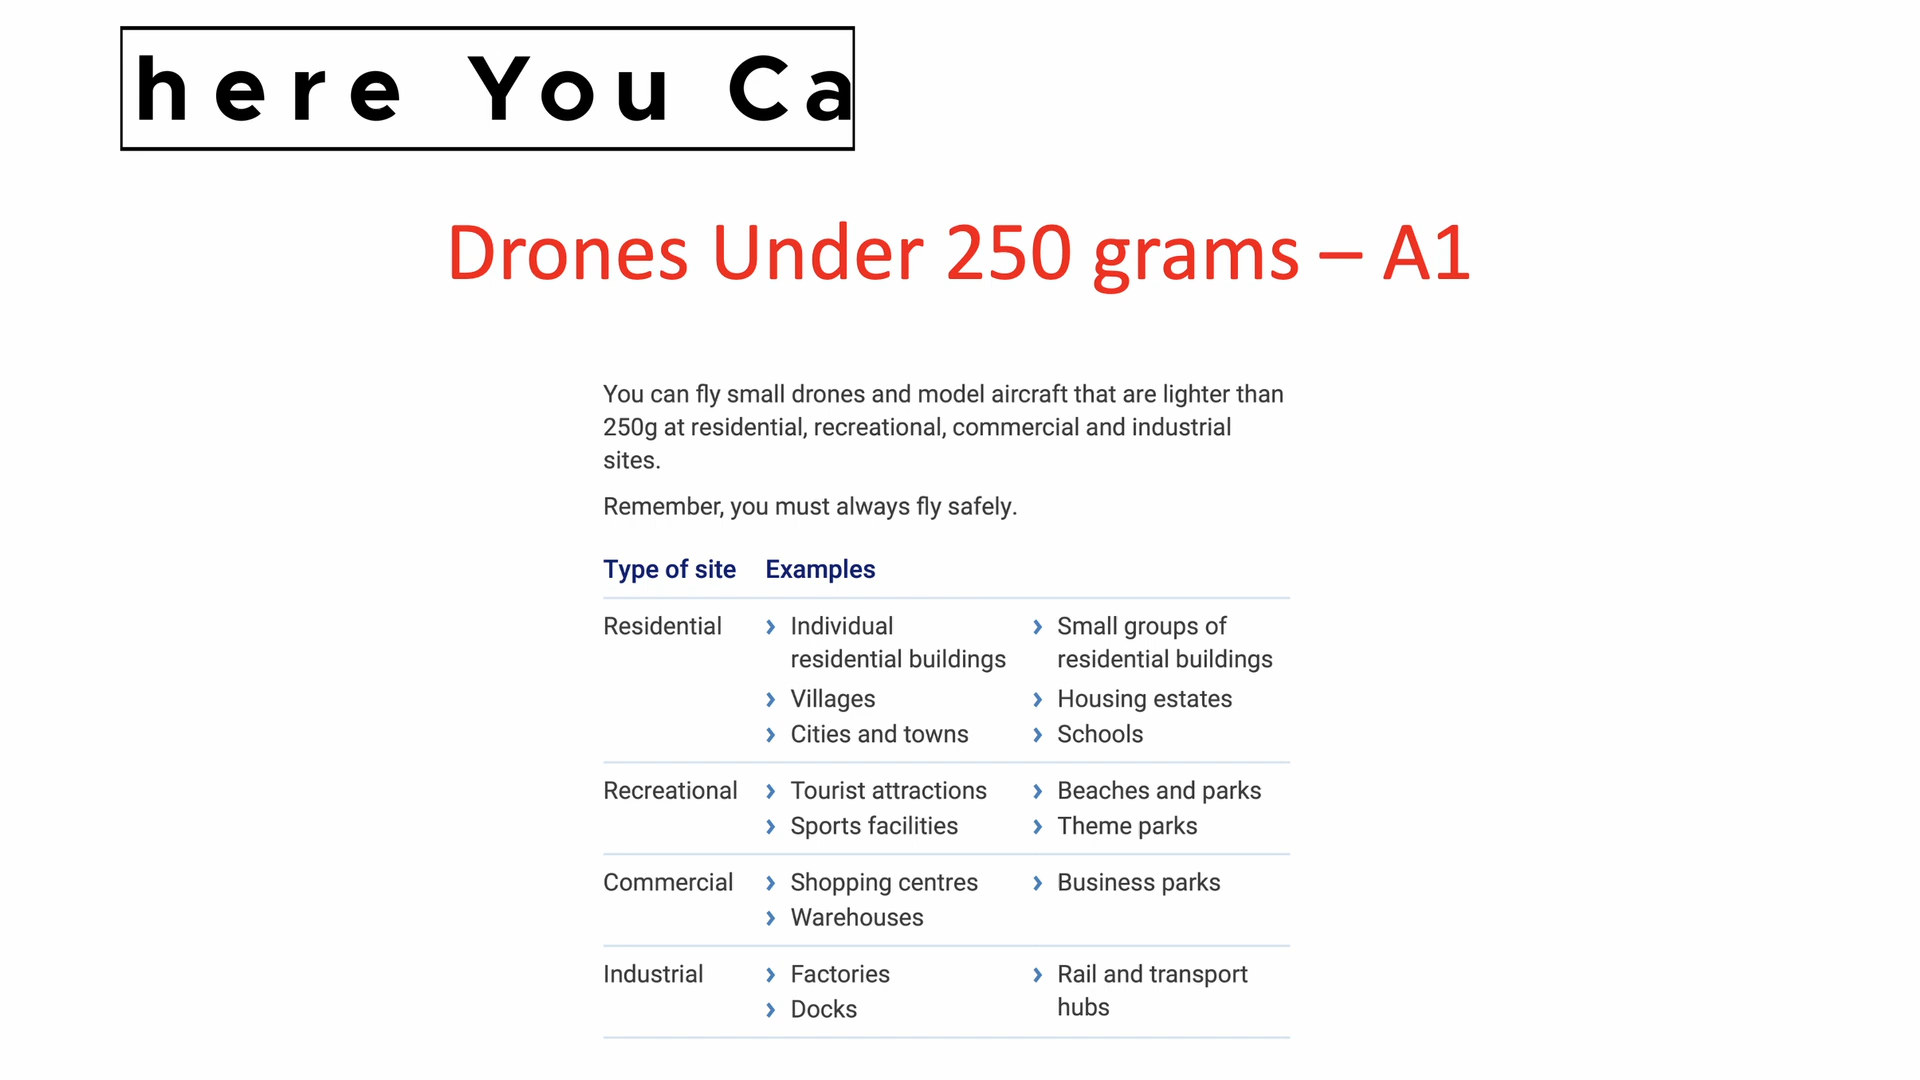 here You Ca
Drones Under 250 grams – A1
You can fly small drones and model aircraft that are lighter than
250g at residential, recreational, commercial and industrial
sites.
Remember, you must always fly safely.
Type of site Examples
Residential › Individual residential buildings › Small groups of residential buildings
› Villages › Housing estates
› Cities and towns › Schools
Recreational › Tourist attractions › Beaches and parks
› Sports facilities › Theme parks
Commercial › Shopping centres › Business parks
› Warehouses
Industrial › Factories › Rail and transport hubs
› Docks